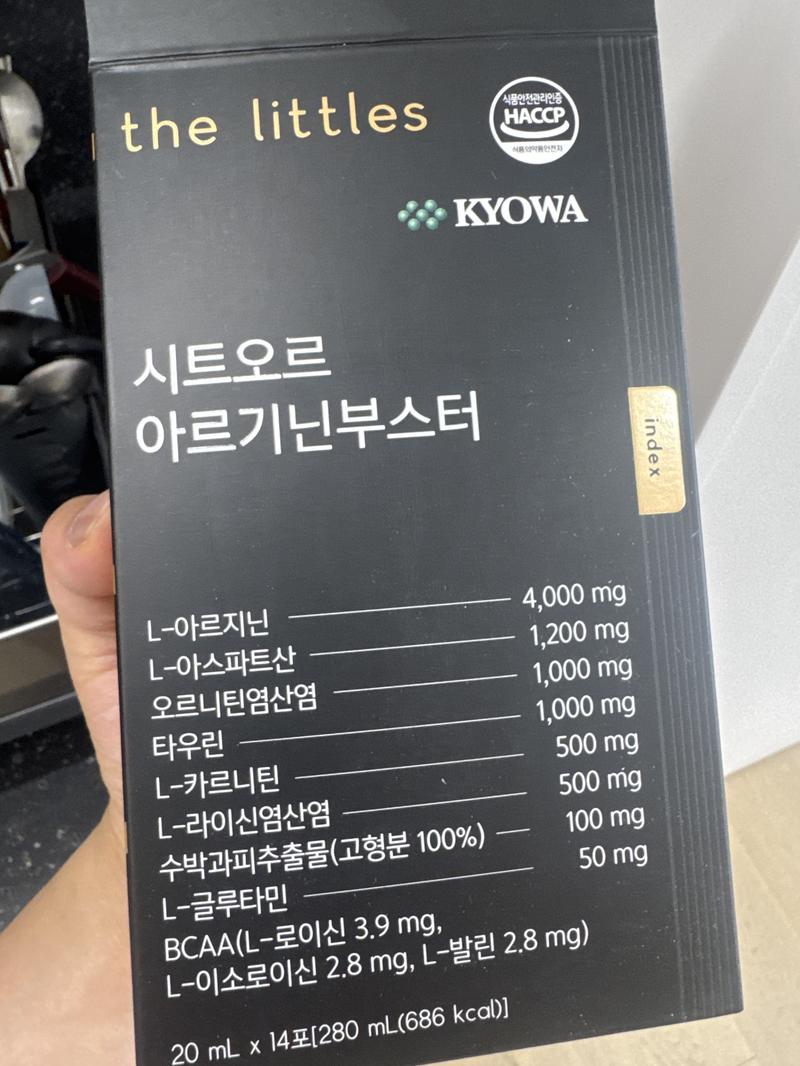 the littles
식품안전관리인증
HACCP
식품의약품안전처
KYOWA
시트오르
아르기닌부스터
index
L-아르지닌 4,000 mg
L-아스파트산 1,200 mg
오르니틴염산염 1,000 mg
타우린 1,000 mg
L-카르니틴 500 mg
L-라이신염산염 500 mg
수박과피추출물(고형분 100%) 100 mg
L-글루타민 50 mg
BCAA(L-로이신 3.9 mg,
L-이소로이신 2.8 mg, L-발린 2.8 mg)
20 mL x 14포[280 mL(686 kcal)]